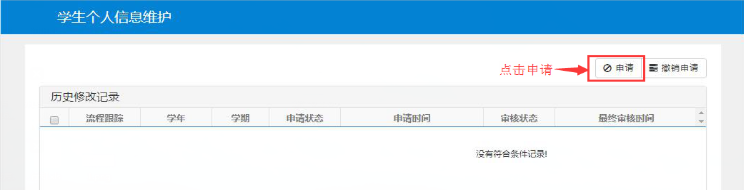 学生个人信息维护
点击申请 申请 撤销申请
历史修改记录
流程跟踪 学年 学期 申请状态 申请时间 审核状态 最终审核时间
没有符合条件记录!